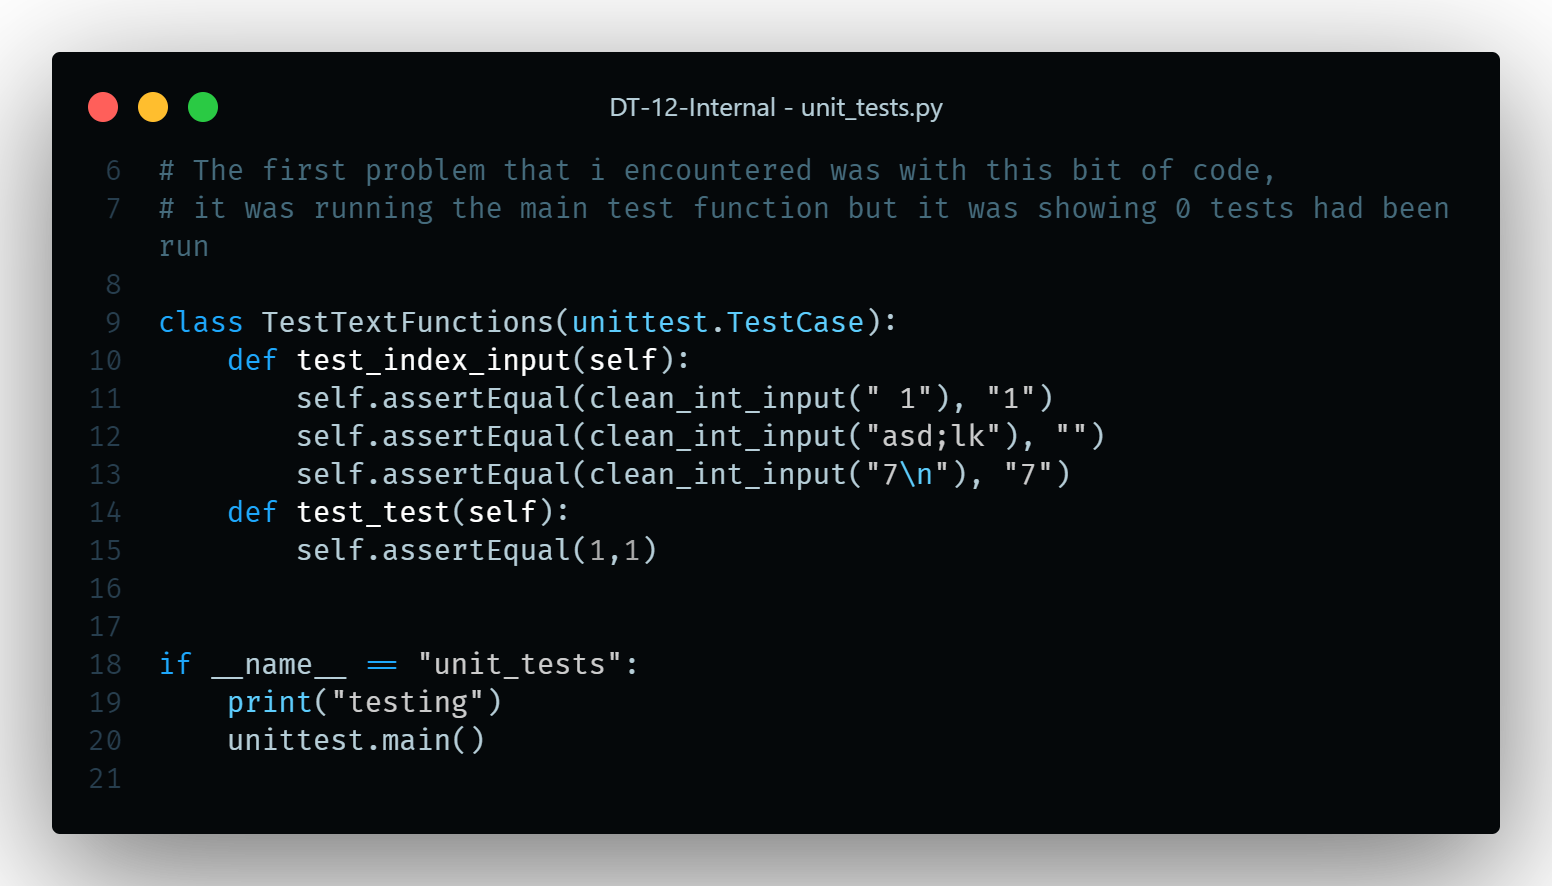 DT-12-Internal - unit_tests.py
6 # The first problem that i encountered was with this bit of code,
7 # it was running the main test function but it was showing 0 tests had been
run
8
9 class TestTextFunctions(unittest.TestCase):
10     def test_index_input(self):
11         self.assertEqual(clean_int_input(" 1"), "1")
12         self.assertEqual(clean_int_input("asd;lk"), "")
13         self.assertEqual(clean_int_input("7\n"), "7")
14     def test_test(self):
15         self.assertEqual(1,1)
16
17
18 if __name__ == "unit_tests":
19     print("testing")
20     unittest.main()
21